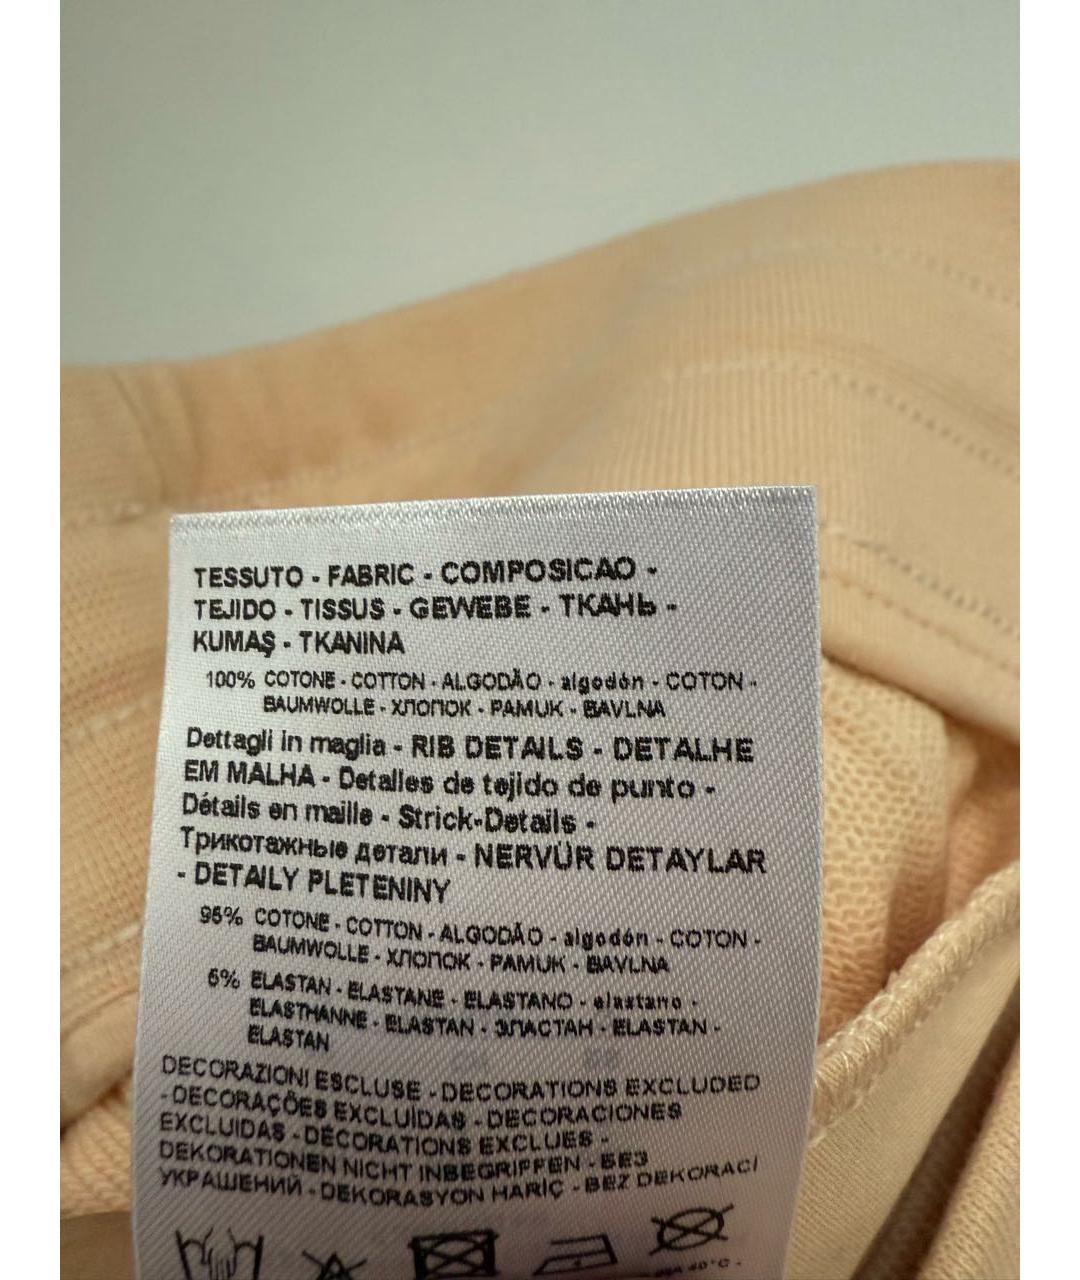 TESSUTO - FABRIC - COMPOSICAO -
TEJIDO - TISSUS - GEWEBE - ТКАНЬ -
KUMAŞ - TKANINA
100% COTONE - COTTON - ALGODÃO - algodón - COTON -
BAUMWOLLE - ХЛОПОК - PAMUK - BAVLNA
Dettagli in maglia - RIB DETAILS - DETALHE
EM MALHA - Detalles de tejido de punto -
Détails en maille - Strick-Details -
Трикотажные детали - NERVÜR DETAYLAR
- DETAILY PLETENINY
95% COTONE - COTTON - ALGODÃO - algodón - COTON -
BAUMWOLLE - ХЛОПОК - PAMUK - BAVLNA
5% ELASTAN - ELASTANE - ELASTANO - elastano -
ELASTHANNE - ELASTAN - ЭЛАСТАН - ELASTAN -
ELASTAN
DECORAZIONI ESCLUSE - DECORATIONS EXCLUDED
- DECORAÇÕES EXCLUÍDAS - DECORACIONES
EXCLUIDAS - DÉCORATIONS EXCLUES -
DEKORATIONEN NICHT INBEGRIFFEN - БЕЗ
УКРАШЕНИЙ - DEKORASYON HARIÇ - BEZ DEKORACÍ
40°C -